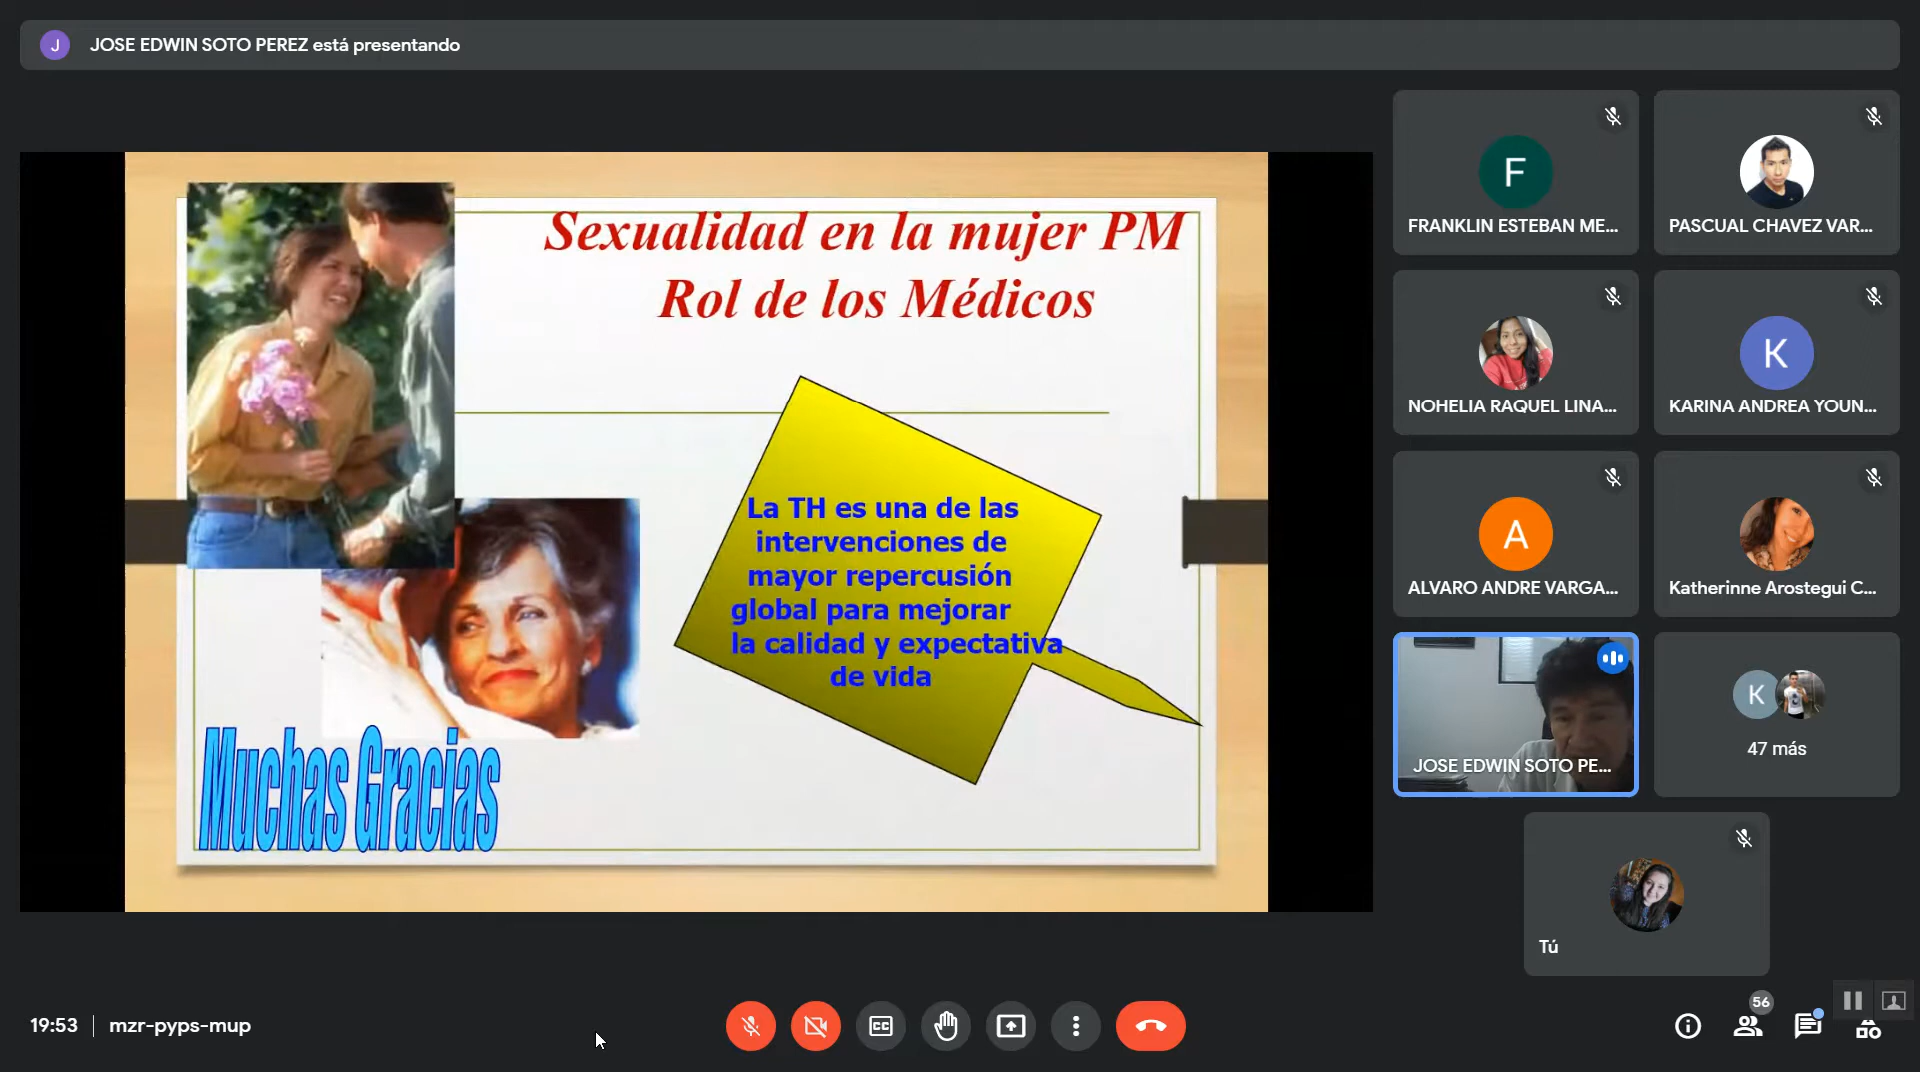 J
JOSE EDWIN SOTO PEREZ está presentando
Sexualidad en la mujer PM
Rol de los Médicos
La TH es una de las
intervenciones de
mayor repercusión
global para mejorar
la calidad y expectativa
de vida
Muchas Gracias
F
FRANKLIN ESTEBAN ME...
PASCUAL CHAVEZ VAR...
NOHELIA RAQUEL LINA...
K
KARINA ANDREA YOUN...
A
ALVARO ANDRE VARGA...
Katherinne Arostegui C...
JOSE EDWIN SOTO PE...
K
47 más
Tú
19:53
mzr-pyps-mup
CC
56